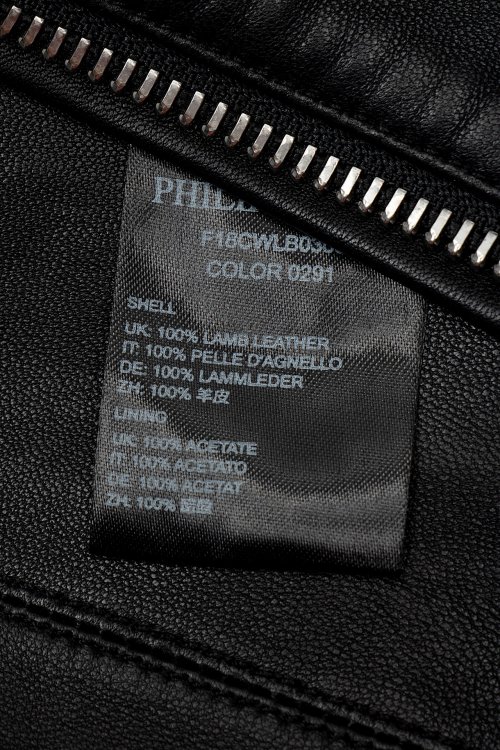 F18CWLB03
COLOR 0291
SHELL
UK: 100% LAMB LEATHER
IT: 100% PELLE D'AGNELLO
DE: 100% LAMMLEDER
ZH: 100% 羊皮
LINING
UK: 100% ACETATE
IT: 100% ACETATO
DE: 100% ACETAT
ZH: 100%